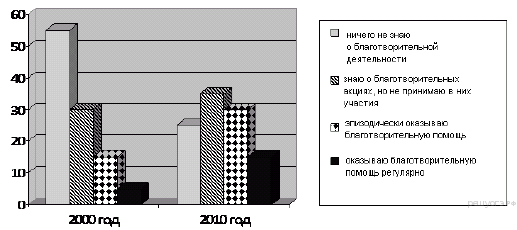 60
50
40
30
20
10
0
2000 год
2010 год
ничего не знаю
о благотворительной
деятельности
знаю о благотворительных
акциях, но не принимаю в них
участия
эпизодически оказываю
благотворительную помощь
оказываю благотворительную
помощь регулярно